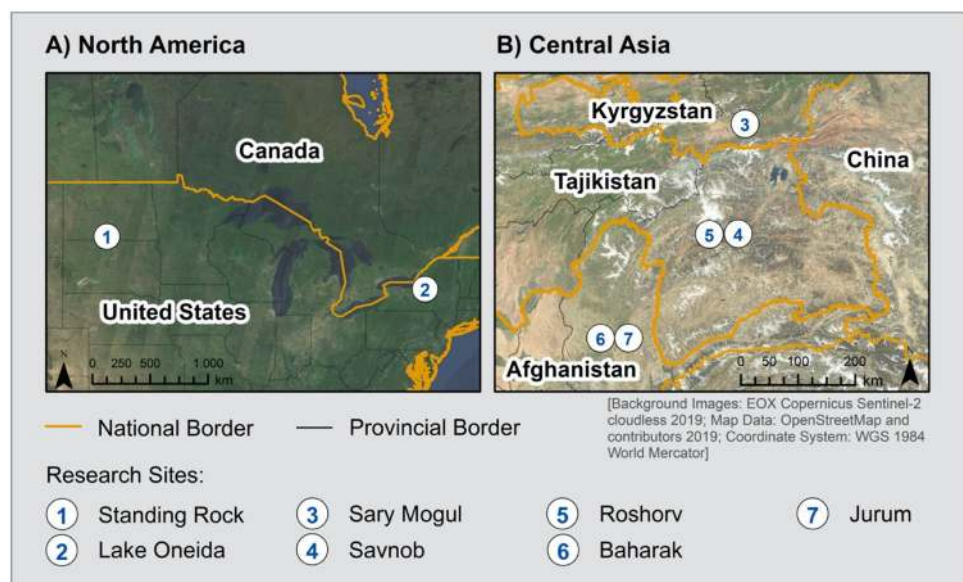 A) North America
B) Central Asia
Canada
1
United States
2
N
0 250 500 1 000
km
Kyrgyzstan
3
China
Tajikistan
5 4
6 7
Afghanistan
0 50 100 200
km
[Background Images: EOX Copernicus Sentinel-2
cloudless 2019; Map Data: OpenStreetMap and
contributors 2019; Coordinate System: WGS 1984
World Mercator]
National Border Provincial Border
Research Sites:
1 Standing Rock 3 Sary Mogul 5 Roshorv 7 Jurum
2 Lake Oneida 4 Savnob 6 Baharak